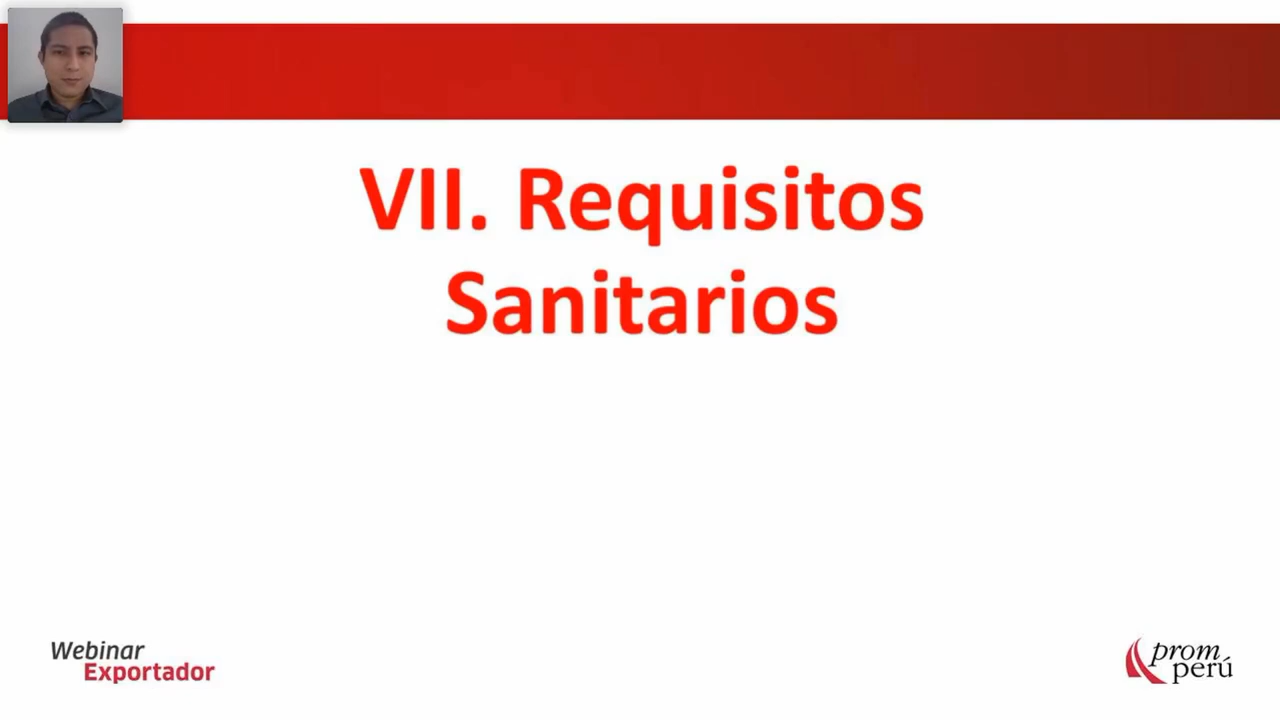 VII. Requisitos
Sanitarios
Webinar
Exportador
prom
perú